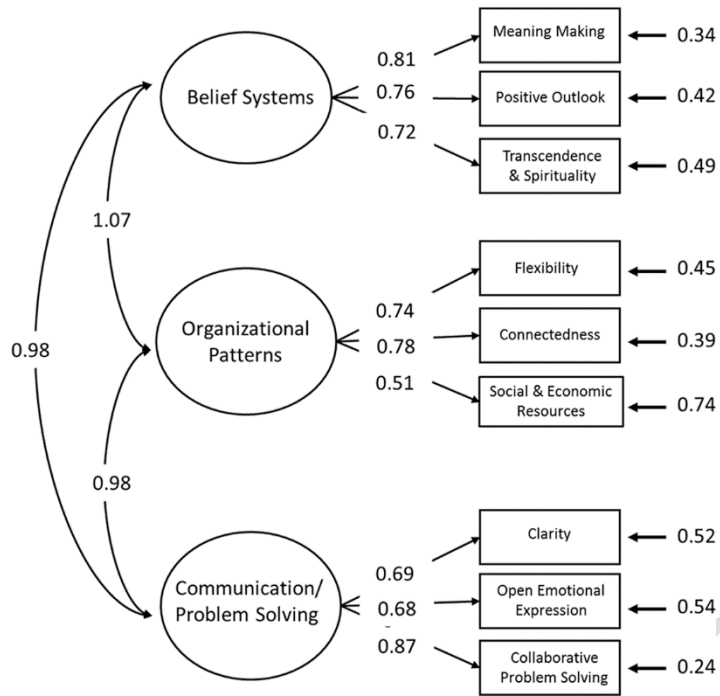 Belief Systems
0.81
0.76
0.72
Meaning Making
0.34
Positive Outlook
0.42
Transcendence
& Spirituality
0.49
1.07
0.98
Organizational
Patterns
0.74
0.78
0.51
Flexibility
0.45
Connectedness
0.39
Social & Economic
Resources
0.74
0.98
Communication/
Problem Solving
0.69
0.68
0.87
Clarity
0.52
Open Emotional
Expression
0.54
Collaborative
Problem Solving
0.24